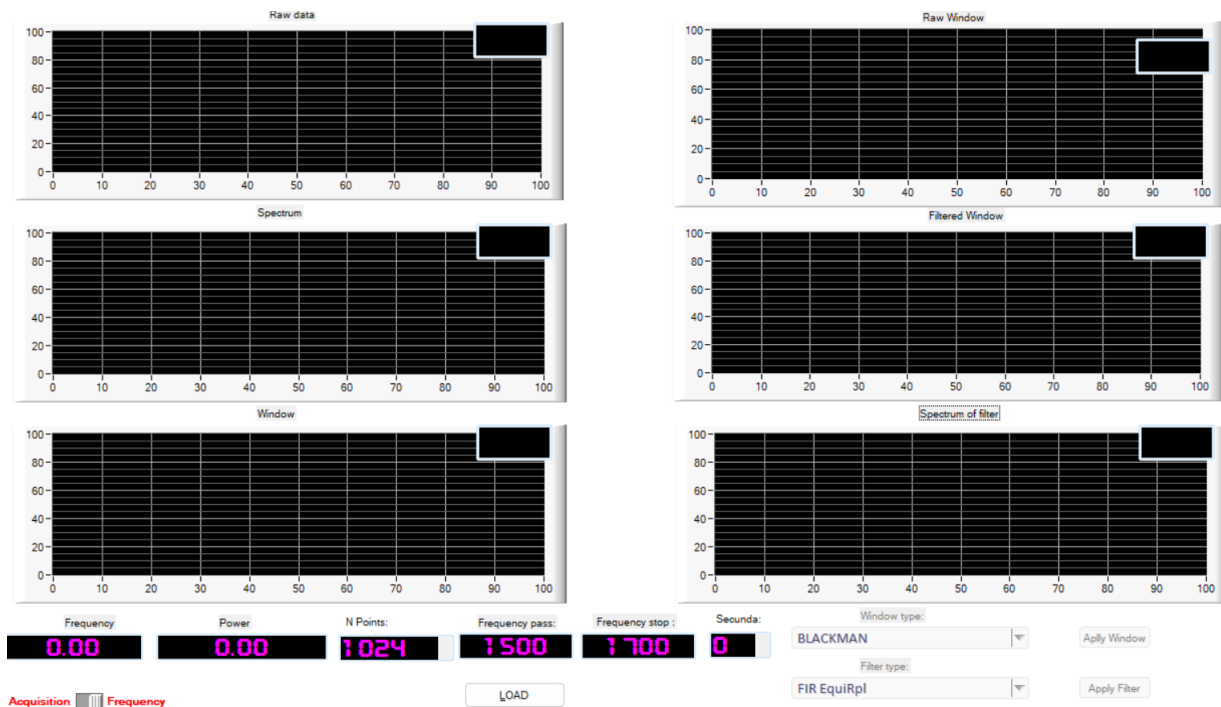 Raw data
100
80
60
40
20
0
0 10 20 30 40 50 60 70 80 90 100
Raw Window
100
80
60
40
20
0
0 10 20 30 40 50 60 70 80 90 100
Spectrum
100
80
60
40
20
0
0 10 20 30 40 50 60 70 80 90 100
Filtered Window
100
80
60
40
20
0
0 10 20 30 40 50 60 70 80 90 100
Window
100
80
60
40
20
0
0 10 20 30 40 50 60 70 80 90 100
Spectrum of filter
100
80
60
40
20
0
0 10 20 30 40 50 60 70 80 90 100
Frequency Power N Points: Frequency pass: Frequency stop : Secunda: Window type:
0.00 0.00 1024 1500 1700 0 BLACKMAN Aplly Window
Filter type:
Acquisition Frequency LOAD FIR EquiRpl Apply Filter